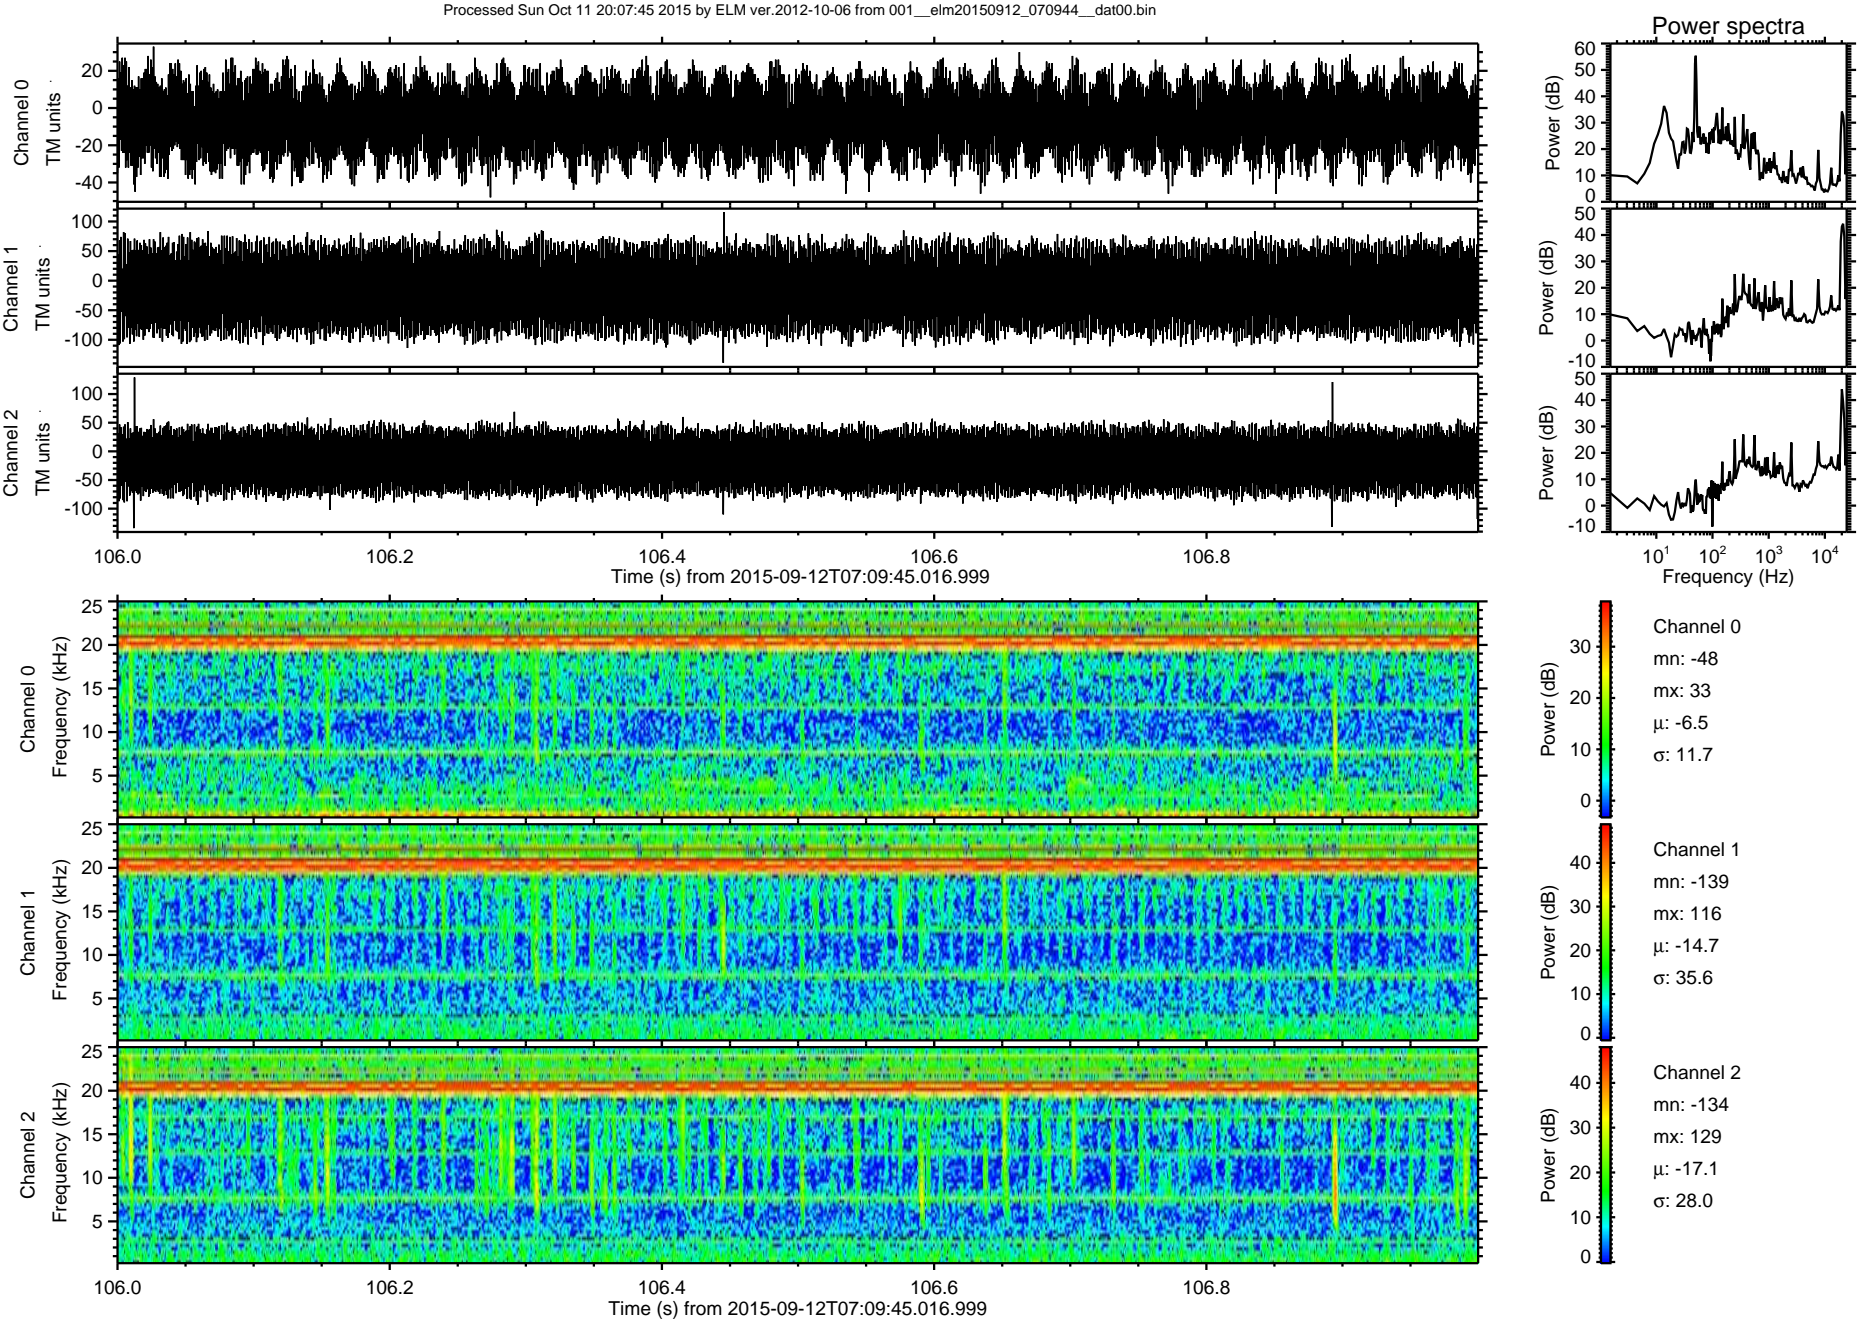 Processed Sun Oct 11 20:07:45 2015 by ELM ver.2012-10-06 from 001__elm20150912_070944__dat00.bin
Power spectra
Channel 0
TM units
20
0
-20
-40
Power (dB)
60
50
40
30
20
10
0
Channel 1
TM units
100
50
0
-50
-100
Power (dB)
50
40
30
20
10
0
-10
Channel 2
TM units
100
50
0
-50
-100
Power (dB)
50
40
30
20
10
0
-10
106.0 106.2 106.4 106.6 106.8
Time (s) from 2015-09-12T07:09:45.016.999
10¹ 10² 10³ 10⁴
Frequency (Hz)
Channel 0
Frequency (kHz)
25
20
15
10
5
Power (dB)
30
20
10
0
Channel 0
mn: -48
mx: 33
μ: -6.5
σ: 11.7
Channel 1
Frequency (kHz)
25
20
15
10
5
Power (dB)
40
30
20
10
0
Channel 1
mn: -139
mx: 116
μ: -14.7
σ: 35.6
Channel 2
Frequency (kHz)
25
20
15
10
5
Power (dB)
40
30
20
10
0
Channel 2
mn: -134
mx: 129
μ: -17.1
σ: 28.0
106.0 106.2 106.4 106.6 106.8
Time (s) from 2015-09-12T07:09:45.016.999